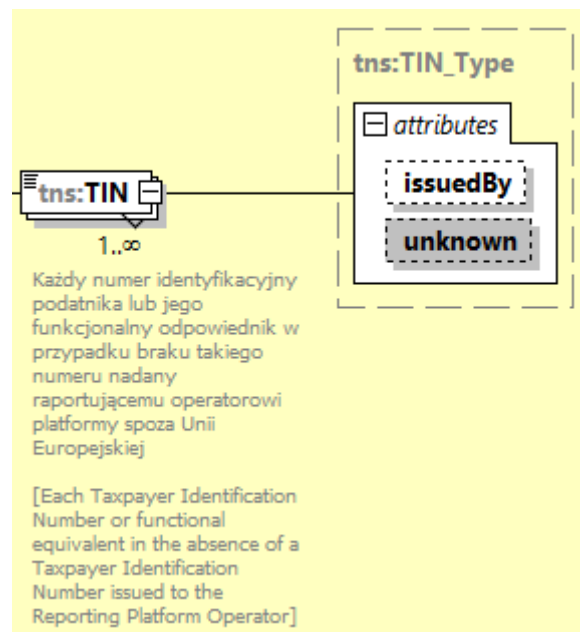 tns:TIN_Type
attributes
issuedBy
tns:TIN
unknown
1..∞
Każdy numer identyfikacyjny
podatnika lub jego
funkcjonalny odpowiednik w
przypadku braku takiego
numeru nadany
raportującemu operatorowi
platformy spoza Unii
Europejskiej
[Each Taxpayer Identification
Number or functional
equivalent in the absence of a
Taxpayer Identification
Number issued to the
Reporting Platform Operator]